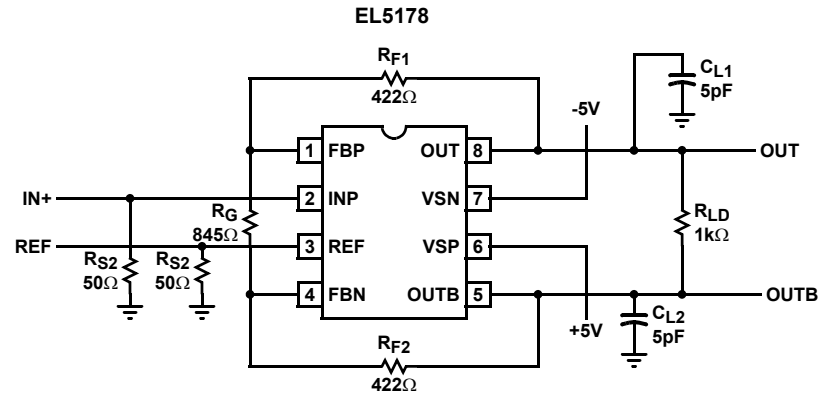 EL5178
RF1
422Ω
CL1
5pF
-5V
1 FBP OUT 8
OUT
IN+
2 INP VSN 7
RG
845Ω
RLD
1kΩ
REF
3 REF VSP 6
RS2
50Ω
RS2
50Ω
4 FBN OUTB 5
OUTB
+5V
CL2
5pF
RF2
422Ω